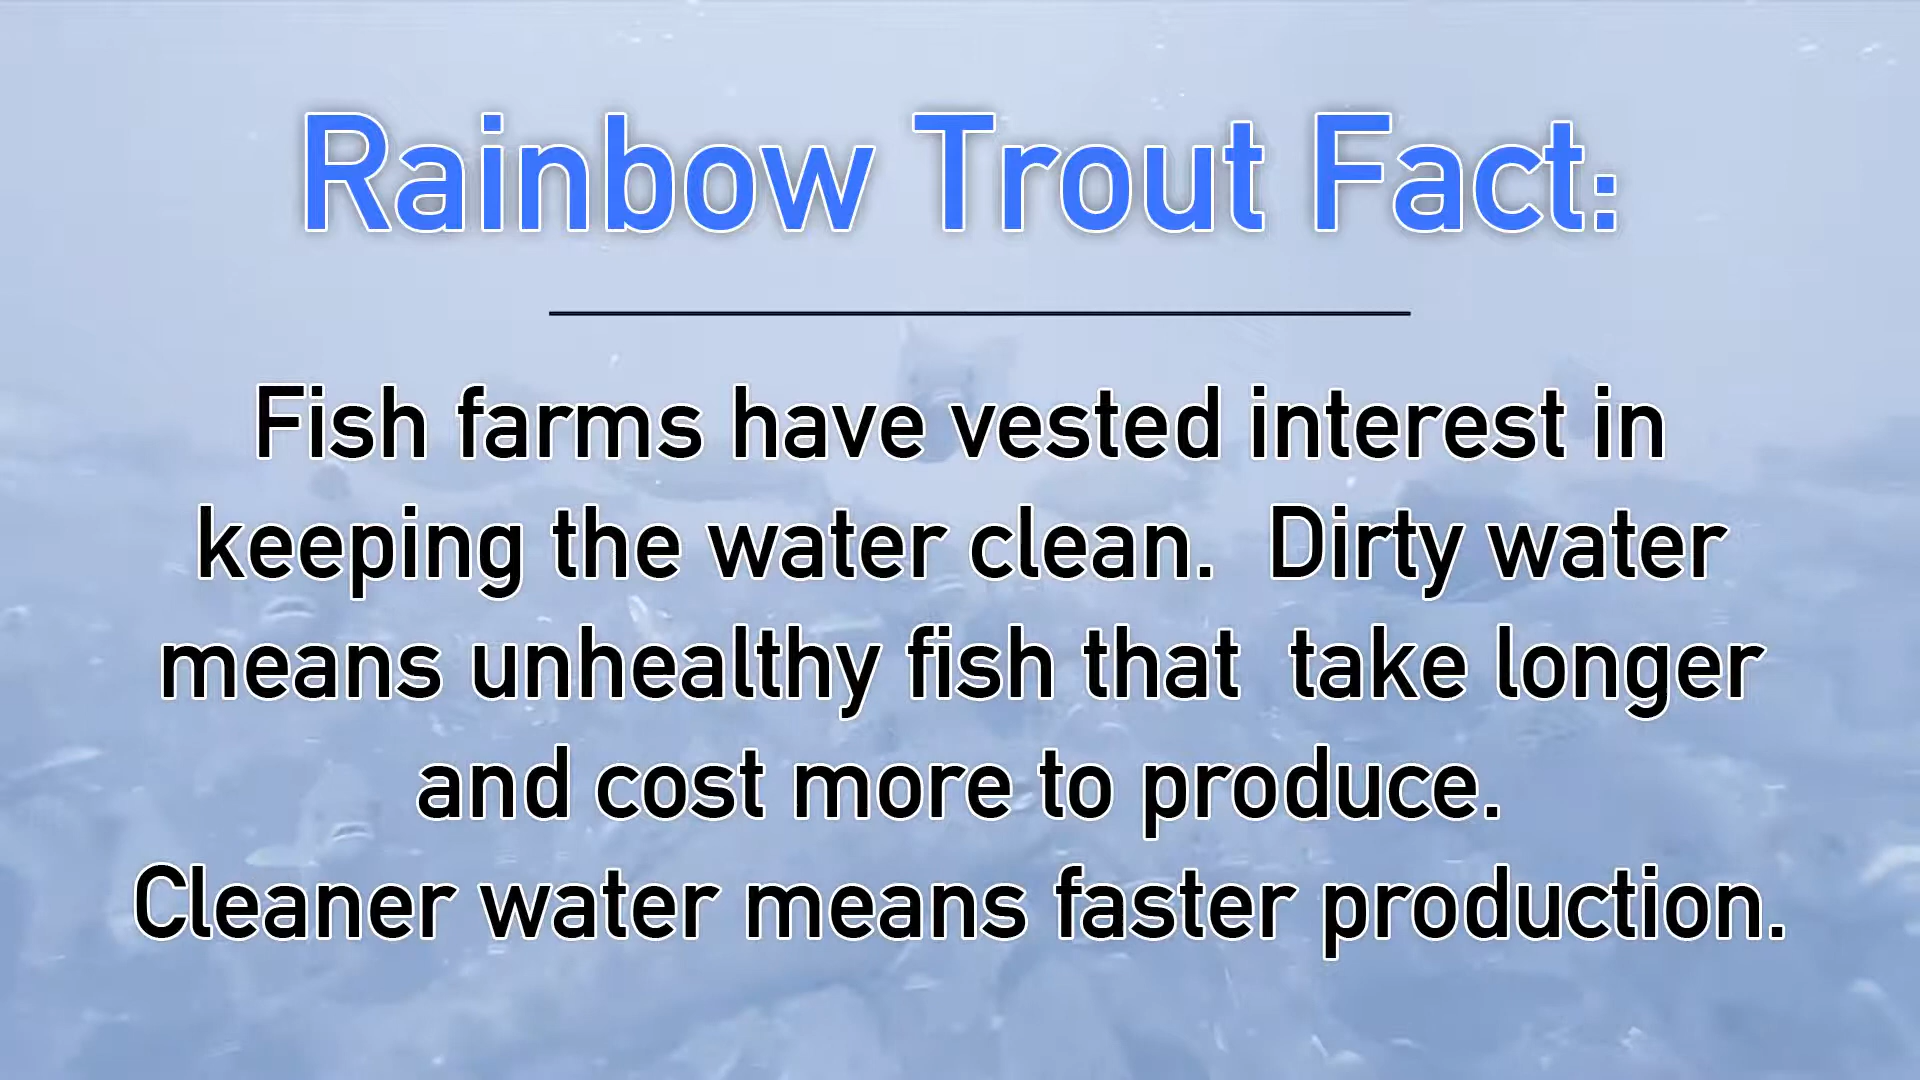 Rainbow Trout Fact:
Fish farms have vested interest in
keeping the water clean.  Dirty water
means unhealthy fish that  take longer
and cost more to produce.
Cleaner water means faster production.